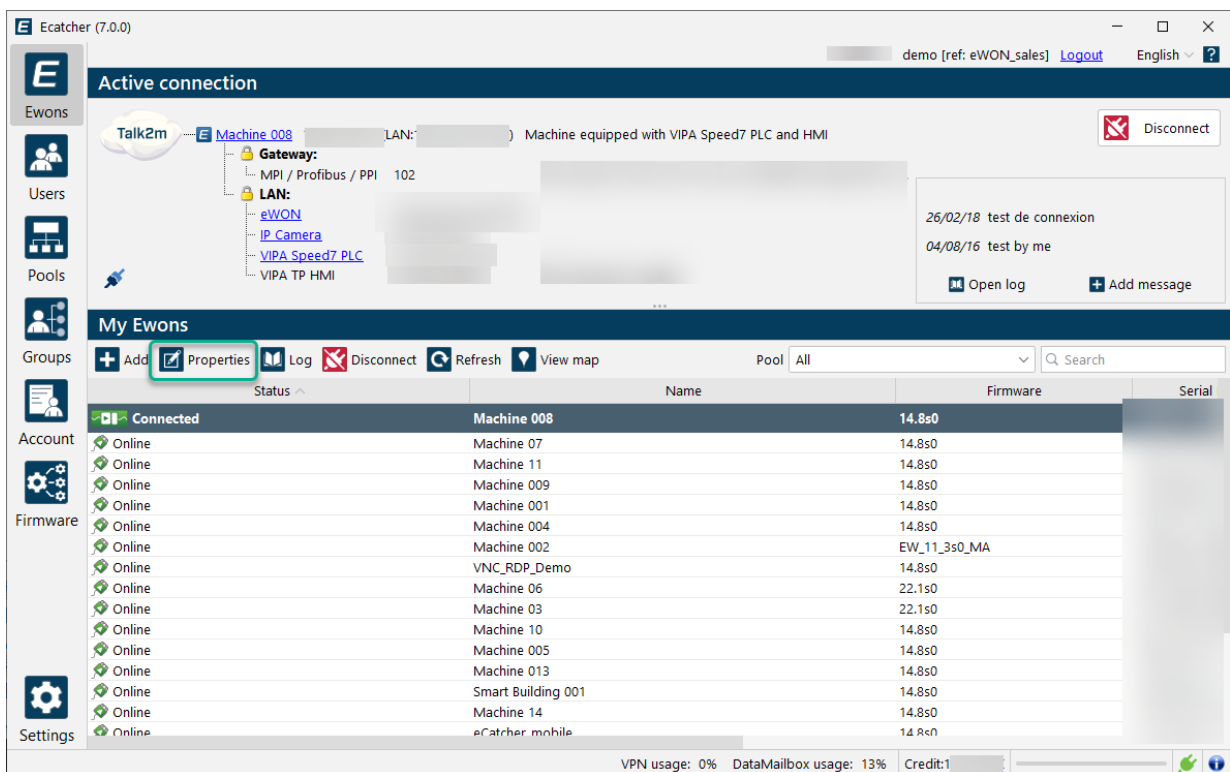 Ecatcher (7.0.0)
demo [ref: eWON_sales] Logout English
Active connection
Ewons
Talk2m Machine 008 (LAN: ) Machine equipped with VIPA Speed7 PLC and HMI
Disconnect
Gateway:
MPI / Profibus / PPI 102
LAN:
eWON
IP Camera
VIPA Speed7 PLC
VIPA TP HMI
26/02/18 test de connexion
04/08/16 test by me
Open log Add message
Users
Pools
Groups
Account
Firmware
Settings
My Ewons
Add Properties Log Disconnect Refresh View map Pool All Search
Status Name Firmware Serial
Connected Machine 008 14.8s0
Online Machine 07 14.8s0
Online Machine 11 14.8s0
Online Machine 009 14.8s0
Online Machine 001 14.8s0
Online Machine 004 14.8s0
Online Machine 002 EW_11_3s0_MA
Online VNC_RDP_Demo 14.8s0
Online Machine 06 22.1s0
Online Machine 03 22.1s0
Online Machine 10 14.8s0
Online Machine 005 14.8s0
Online Machine 013 14.8s0
Online Smart Building 001 14.8s0
Online Machine 14 14.8s0
Online eCatcher_mobile 14.8s0
VPN usage: 0% DataMailbox usage: 13% Credit:1